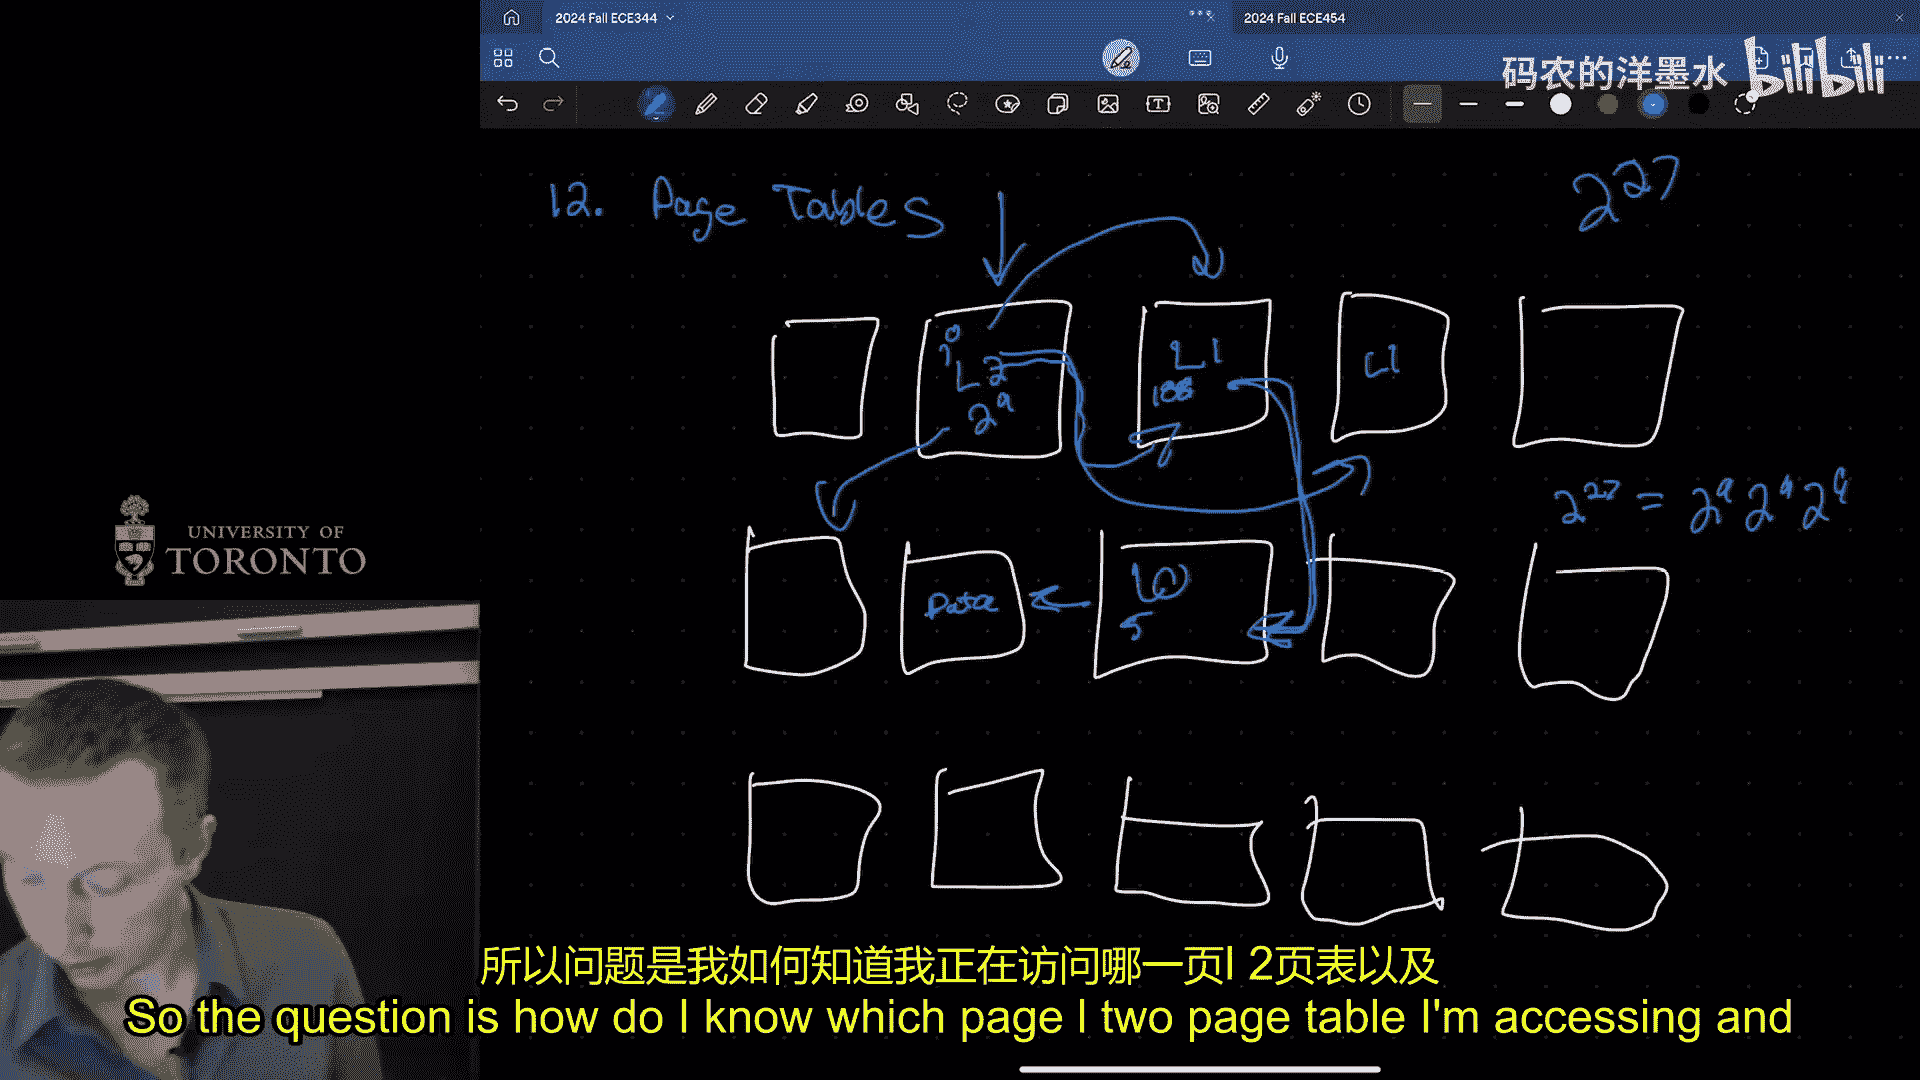 2024 Fall ECE344
2024 Fall ECE454
码农的洋墨水 bilibili
12. Page Tables
2^27
0
L2
2^9
L1
188
L1
2^27 = 2^9 2^9 2^9
Data
L0
5
UNIVERSITY OF
TORONTO
所以问题是我如何知道我正在访问哪一页l 2页表以及
So the question is how do I know which page l two page table I'm accessing and